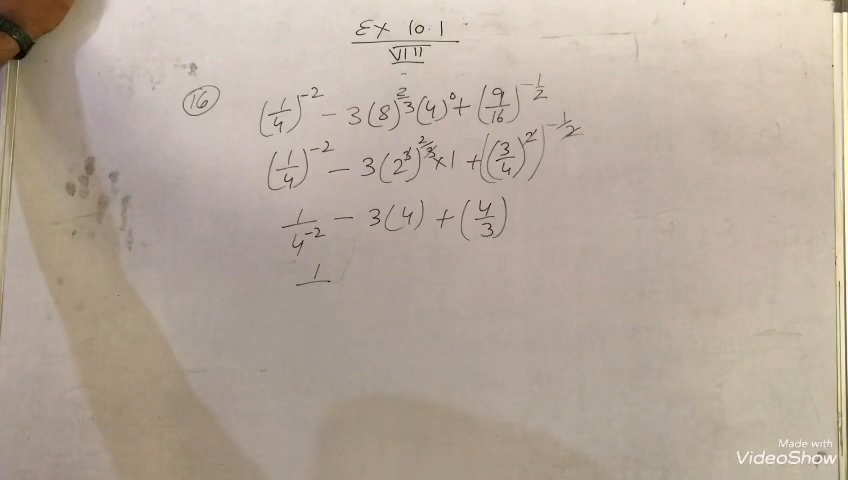 Ex 10.1
VIII
16 (1/4)^-2 - 3(8)^2/3 (4)^0 + (9/16)^-1/2
(1/4)^-2 - 3(2^3)^2/3 × 1 + ((3/4)^2)^-1/2
1/4^-2 - 3(4) + (4/3)
1
Made with
VideoShow